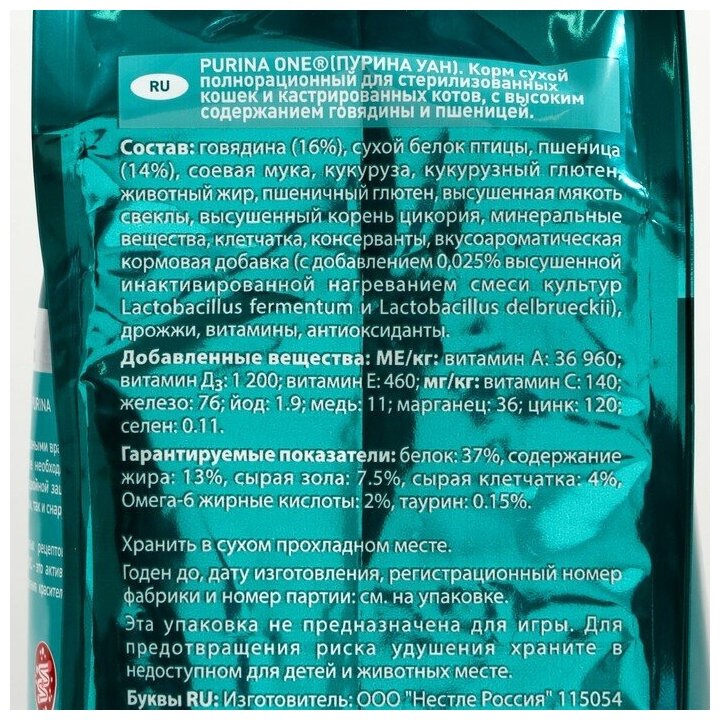 RU
PURINA ONE®(ПУРИНА УАН). Корм сухой
полнорационный для стерилизованных
кошек и кастрированных котов, с высоким
содержанием говядины и пшеницей.
Состав: говядина (16%), сухой белок птицы, пшеница
(14%), соевая мука, кукуруза, кукурузный глютен,
животный жир, пшеничный глютен, высушенная мякоть
свеклы, высушенный корень цикория, минеральные
вещества, клетчатка, консерванты, вкусоароматическая
кормовая добавка (с добавлением 0,025% высушенной
инактивированной нагреванием смеси культур
Lactobacillus fermentum и Lactobacillus delbrueckii),
дрожжи, витамины, антиоксиданты.
Добавленные вещества: МЕ/кг: витамин А: 36 960;
витамин Д3: 1 200; витамин Е: 460; мг/кг: витамин С: 140;
железо: 76; йод: 1.9; медь: 11; марганец: 36; цинк: 120;
селен: 0.11.
Гарантируемые показатели: белок: 37%, содержание
жира: 13%, сырая зола: 7.5%, сырая клетчатка: 4%,
Омега-6 жирные кислоты: 2%, таурин: 0.15%.
Хранить в сухом прохладном месте.
Годен до, дату изготовления, регистрационный номер
фабрики и номер партии: см. на упаковке.
Эта упаковка не предназначена для игры. Для
предотвращения риска удушения храните в
недоступном для детей и животных месте.
Буквы RU: Изготовитель: ООО "Нестле Россия" 115054
PURINA